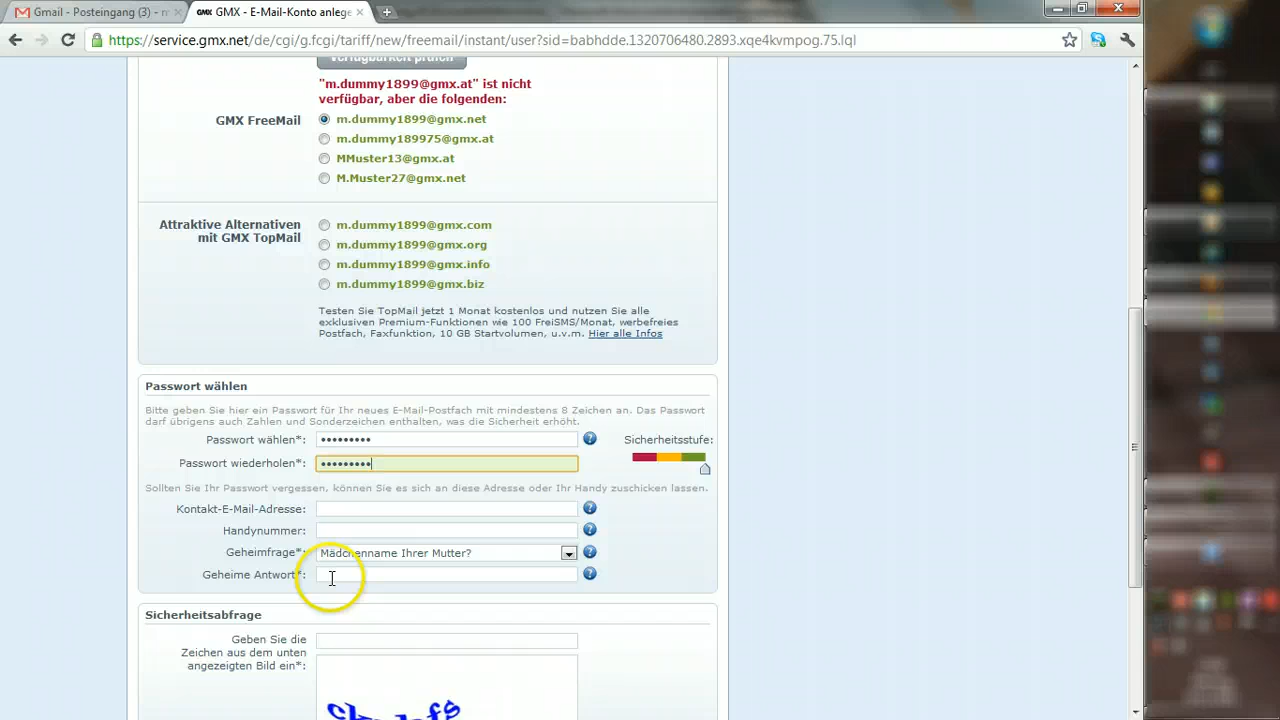 Gmail - Posteingang (3) - m
GMX - E-Mail-Konto anlege
https://service.gmx.net/de/cgi/g.fcgi/tariff/new/freemail/instant/user?sid=babhdde.1320706480.2893.xqe4kvmpog.75.lql
Verfügbarkeit prüfen
"m.dummy1899@gmx.at" ist nicht
verfügbar, aber die folgenden:
GMX FreeMail
m.dummy1899@gmx.net
m.dummy189975@gmx.at
MMuster13@gmx.at
M.Muster27@gmx.net
Attraktive Alternativen
mit GMX TopMail
m.dummy1899@gmx.com
m.dummy1899@gmx.org
m.dummy1899@gmx.info
m.dummy1899@gmx.biz
Testen Sie TopMail jetzt 1 Monat kostenlos und nutzen Sie alle
exklusiven Premium-Funktionen wie 100 FreiSMS/Monat, werbefreies
Postfach, Faxfunktion, 10 GB Startvolumen, u.v.m. Hier alle Infos
Passwort wählen
Bitte geben Sie hier ein Passwort für Ihr neues E-Mail-Postfach mit mindestens 8 Zeichen an. Das Passwort
darf übrigens auch Zahlen und Sonderzeichen enthalten, was die Sicherheit erhöht.
Passwort wählen*:
Sicherheitsstufe:
Passwort wiederholen*:
Sollten Sie Ihr Passwort vergessen, können Sie es sich an diese Adresse oder Ihr Handy zuschicken lassen.
Kontakt-E-Mail-Adresse:
Handynummer:
Geheimfrage*: Mädchenname Ihrer Mutter?
Geheime Antwort*:
Sicherheitsabfrage
Geben Sie die
Zeichen aus dem unten
angezeigten Bild ein*: